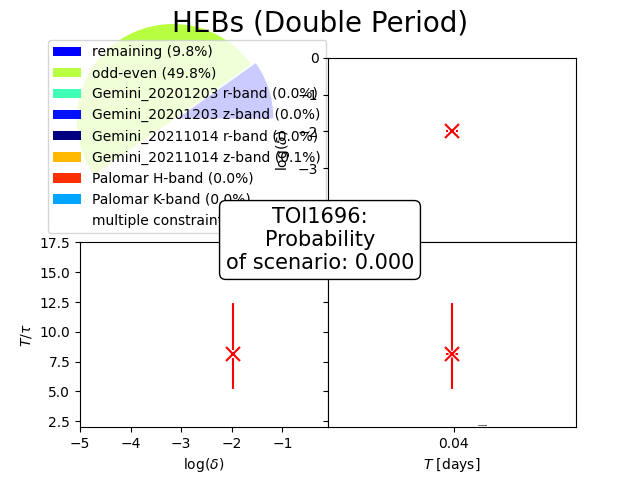 HEBs (Double Period)
remaining (9.8%)
odd-even (49.8%)
Gemini_20201203 r-band (0.0%)
Gemini_20201203 z-band (0.0%)
Gemini_20211014 r-band (0.0%)
Gemini_20211014 z-band (0.1%)
Palomar H-band (0.0%)
Palomar K-band (0.0%)
multiple
0
−1
−2
−3
log(δ)
TOI1696:
Probability
of scenario: 0.000
17.5
15.0
12.5
10.0
7.5
5.0
2.5
T/τ
−5 −4 −3 −2 −1
log(δ)
0.04
T [days]